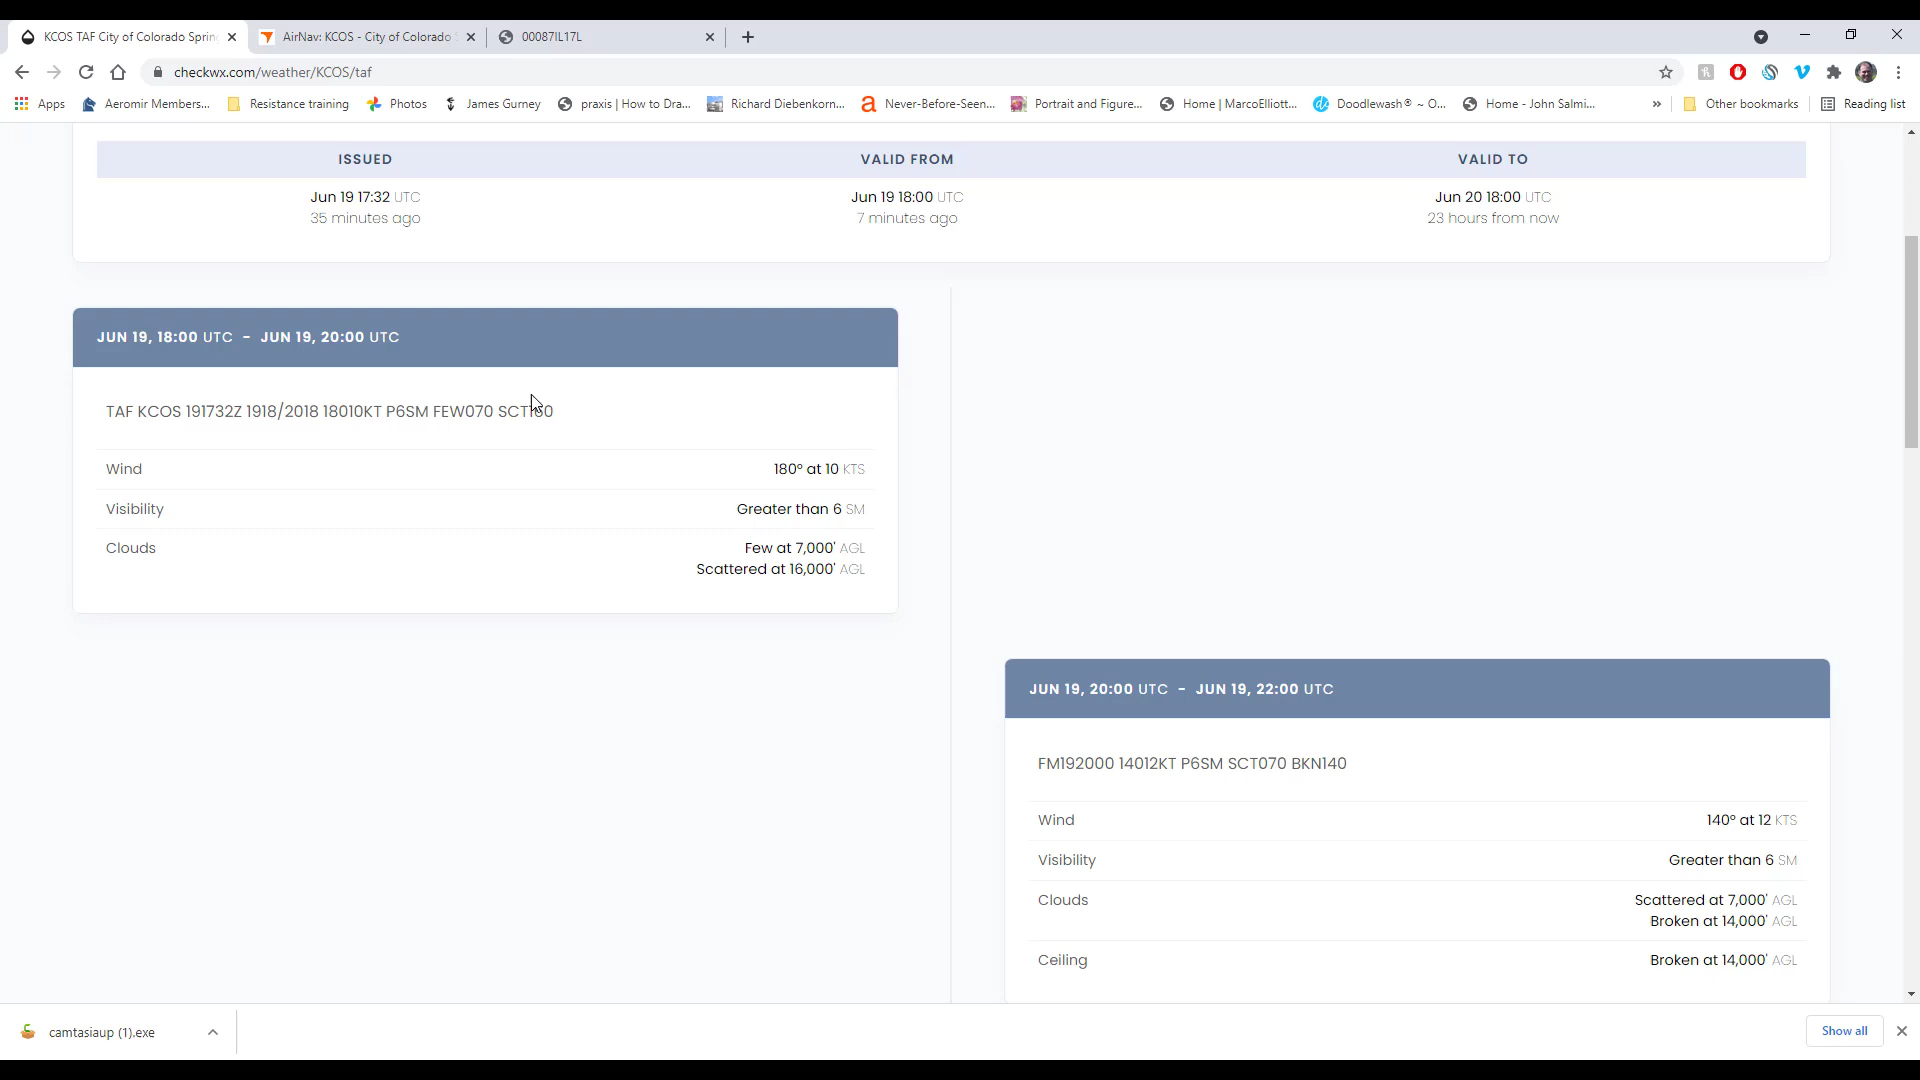 KCOS TAF City of Colorado Sprin
AirNav: KCOS - City of Colorado S
00087IL17L
checkwx.com/weather/KCOS/taf
Apps
Aeromir Members...
Resistance training
Photos
James Gurney
praxis | How to Dra...
Richard Diebenkorn...
Never-Before-Seen...
Portrait and Figure...
Home | MarcoElliott...
Doodlewash® ~ O...
Home - John Salmi...
»
Other bookmarks
Reading list
ISSUED VALID FROM VALID TO
Jun 19 17:32 UTC Jun 19 18:00 UTC Jun 20 18:00 UTC
35 minutes ago 7 minutes ago 23 hours from now
JUN 19, 18:00 UTC - JUN 19, 20:00 UTC
TAF KCOS 191732Z 1918/2018 18010KT P6SM FEW070 SCT160
Wind 180º at 10 KTS
Visibility Greater than 6 SM
Clouds Few at 7,000' AGL
Scattered at 16,000' AGL
JUN 19, 20:00 UTC - JUN 19, 22:00 UTC
FM192000 14012KT P6SM SCT070 BKN140
Wind 140º at 12 KTS
Visibility Greater than 6 SM
Clouds Scattered at 7,000' AGL
Broken at 14,000' AGL
Ceiling Broken at 14,000' AGL
camtasiaup (1).exe
Show all